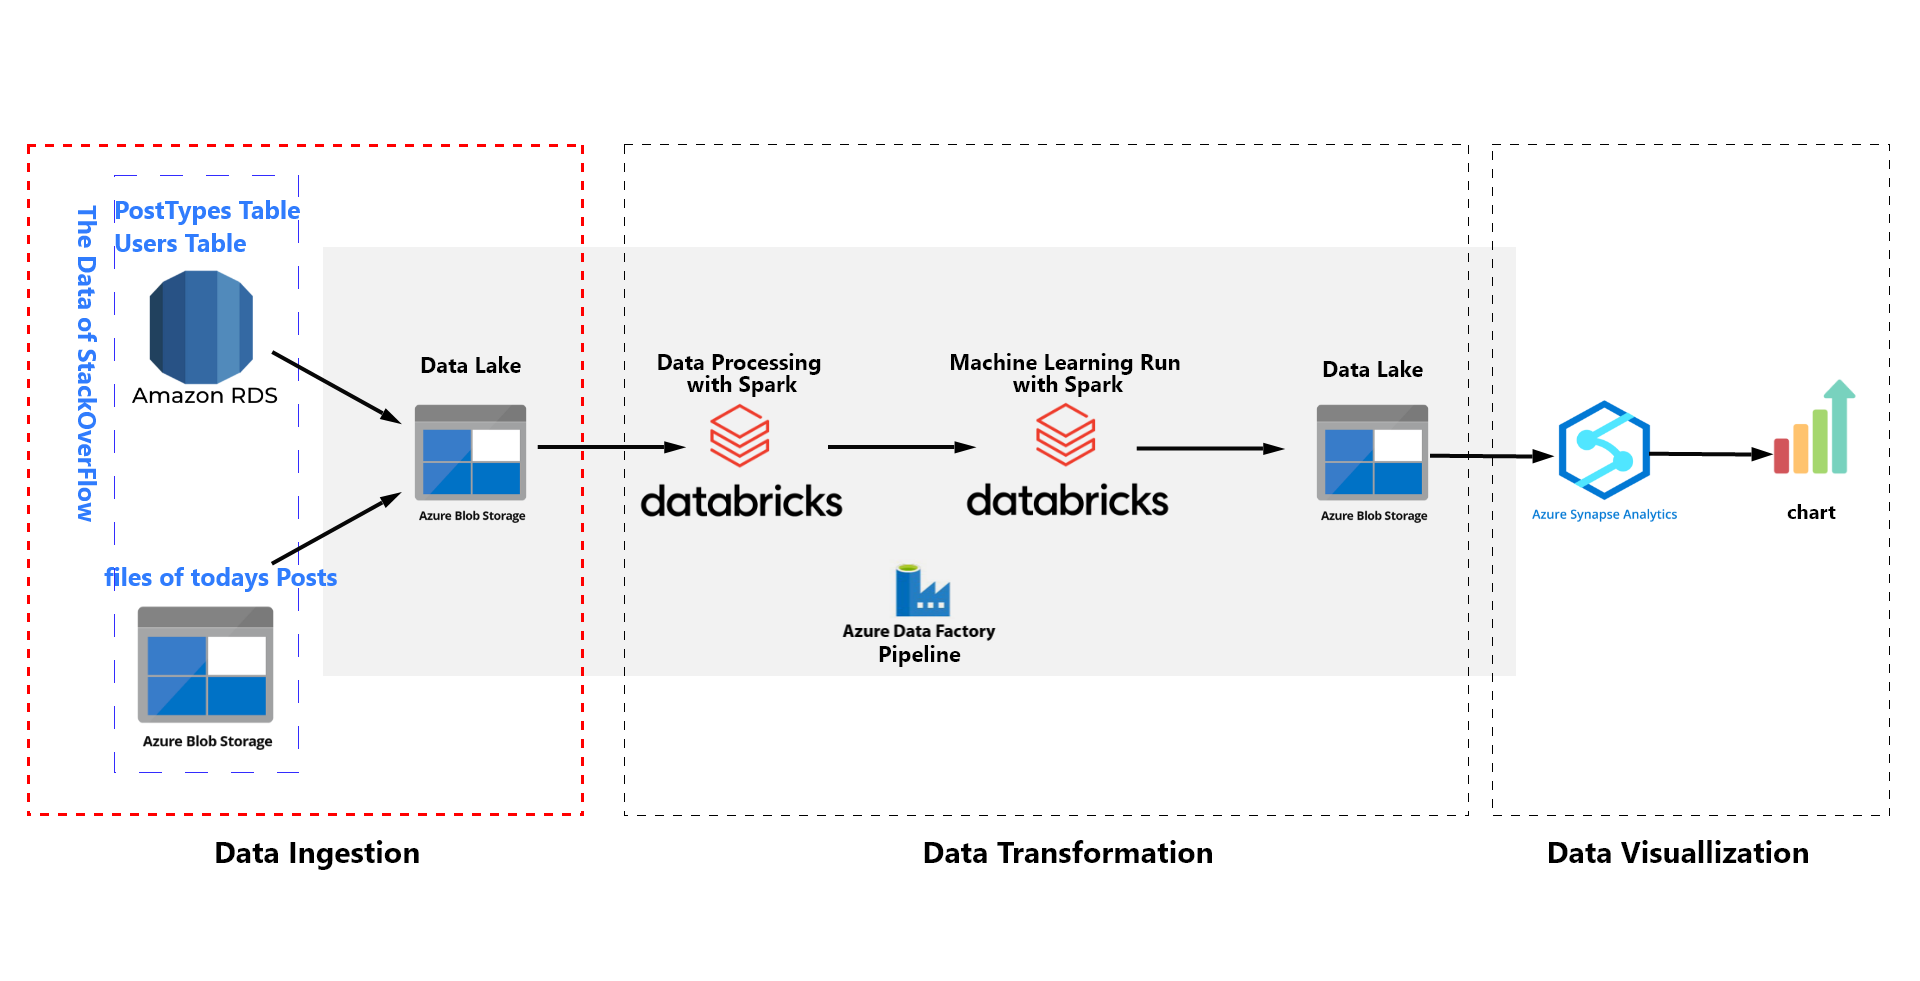 The Data of StackOverFlow
PostTypes Table
Users Table
Amazon RDS
files of todays Posts
Azure Blob Storage
Data Lake
Azure Blob Storage
Data Processing
with Spark
databricks
Machine Learning Run
with Spark
databricks
Azure Data Factory
Pipeline
Data Lake
Azure Blob Storage
Azure Synapse Analytics
chart
Data Ingestion
Data Transformation
Data Visuallization